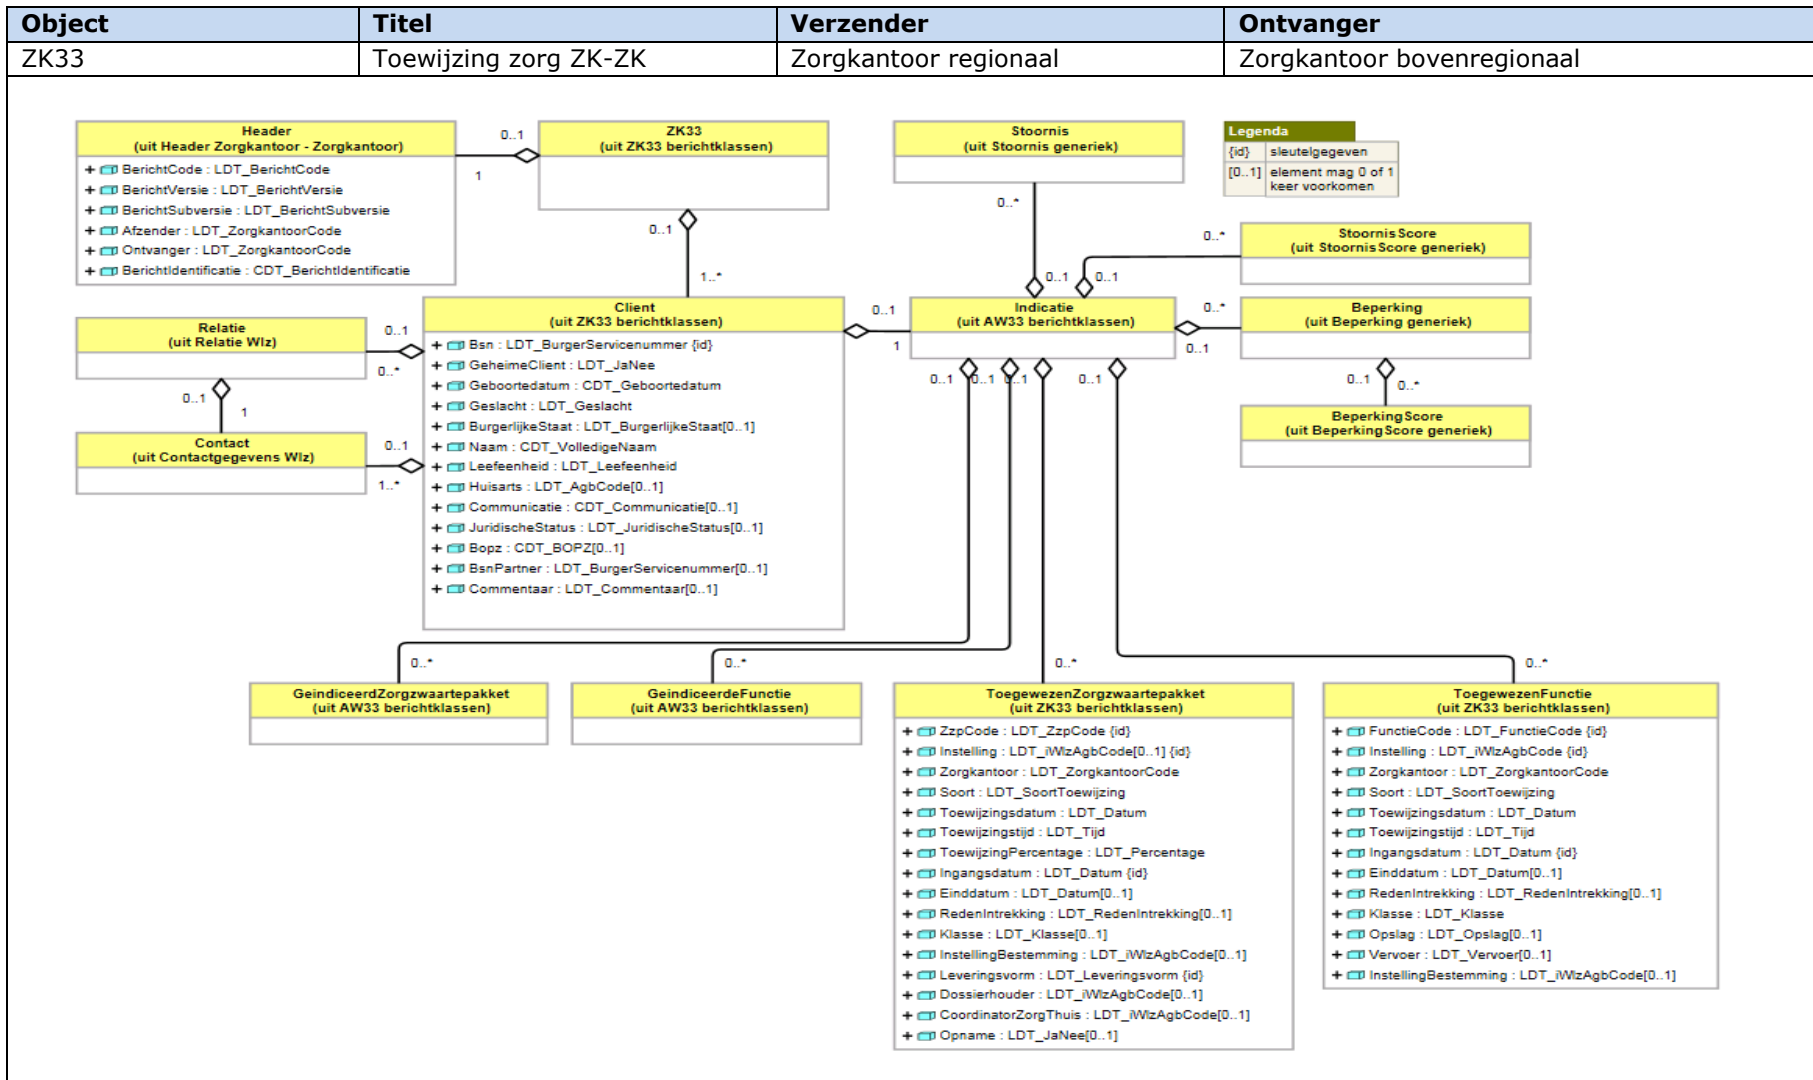 Object Titel Verzender Ontvanger
ZK33 Toewijzing zorg ZK-ZK Zorgkantoor regionaal Zorgkantoor bovenregionaal
Header
(uit Header Zorgkantoor - Zorgkantoor)
+ BerichtCode : LDT_BerichtCode
+ BerichtVersie : LDT_BerichtVersie
+ BerichtSubversie : LDT_BerichtSubversie
+ Afzender : LDT_ZorgkantoorCode
+ Ontvanger : LDT_ZorgkantoorCode
+ BerichtIdentificatie : CDT_BerichtIdentificatie
0..1
1
ZK33
(uit ZK33 berichtklassen)
0..1
1..*
Stoornis
(uit Stoornis generiek)
0..*
0..1
Legenda
{id} sleutelgegeven
[0..1] element mag 0 of 1
keer voorkomen
StoornisScore
(uit StoornisScore generiek)
0..*
0..1
Relatie
(uit Relatie Wlz)
0..1
0..*
0..1
1
Contact
(uit Contactgegevens Wlz)
0..1
1..*
Client
(uit ZK33 berichtklassen)
+ Bsn : LDT_BurgerServicenummer {id}
+ GeheimeClient : LDT_JaNee
+ Geboortedatum : CDT_Geboortedatum
+ Geslacht : LDT_Geslacht
+ BurgerlijkeStaat : LDT_BurgerlijkeStaat[0..1]
+ Naam : CDT_VolledigeNaam
+ Leefeenheid : LDT_Leefeenheid
+ Huisarts : LDT_AgbCode[0..1]
+ Communicatie : CDT_Communicatie[0..1]
+ JuridischeStatus : LDT_JuridischeStatus[0..1]
+ Bopz : CDT_BOPZ[0..1]
+ BsnPartner : LDT_BurgerServicenummer[0..1]
+ Commentaar : LDT_Commentaar[0..1]
0..1
1
Indicatie
(uit AW33 berichtklassen)
0..*
0..1
Beperking
(uit Beperking generiek)
0..1
0..*
BeperkingScore
(uit BeperkingScore generiek)
0..1
0..1
0..1
0..1
0..*
0..*
0..*
0..*
GeindiceerdZorgzwaartepakket
(uit AW33 berichtklassen)
GeindiceerdeFunctie
(uit AW33 berichtklassen)
ToegewezenZorgzwaartepakket
(uit ZK33 berichtklassen)
+ ZzpCode : LDT_ZzpCode {id}
+ Instelling : LDT_iWlzAgbCode[0..1] {id}
+ Zorgkantoor : LDT_ZorgkantoorCode
+ Soort : LDT_SoortToewijzing
+ Toewijzingsdatum : LDT_Datum
+ Toewijzingstijd : LDT_Tijd
+ ToewijzingPercentage : LDT_Percentage
+ Ingangsdatum : LDT_Datum {id}
+ Einddatum : LDT_Datum[0..1]
+ RedenIntrekking : LDT_RedenIntrekking[0..1]
+ Klasse : LDT_Klasse[0..1]
+ InstellingBestemming : LDT_iWlzAgbCode[0..1]
+ Leveringsvorm : LDT_Leveringsvorm {id}
+ Dossierhouder : LDT_iWlzAgbCode[0..1]
+ CoordinatorZorgThuis : LDT_iWlzAgbCode[0..1]
+ Opname : LDT_JaNee[0..1]
ToegewezenFunctie
(uit ZK33 berichtklassen)
+ FunctieCode : LDT_FunctieCode {id}
+ Instelling : LDT_iWlzAgbCode {id}
+ Zorgkantoor : LDT_ZorgkantoorCode
+ Soort : LDT_SoortToewijzing
+ Toewijzingsdatum : LDT_Datum
+ Toewijzingstijd : LDT_Tijd
+ Ingangsdatum : LDT_Datum {id}
+ Einddatum : LDT_Datum[0..1]
+ RedenIntrekking : LDT_RedenIntrekking[0..1]
+ Klasse : LDT_Klasse
+ Opslag : LDT_Opslag[0..1]
+ Vervoer : LDT_Vervoer[0..1]
+ InstellingBestemming : LDT_iWlzAgbCode[0..1]